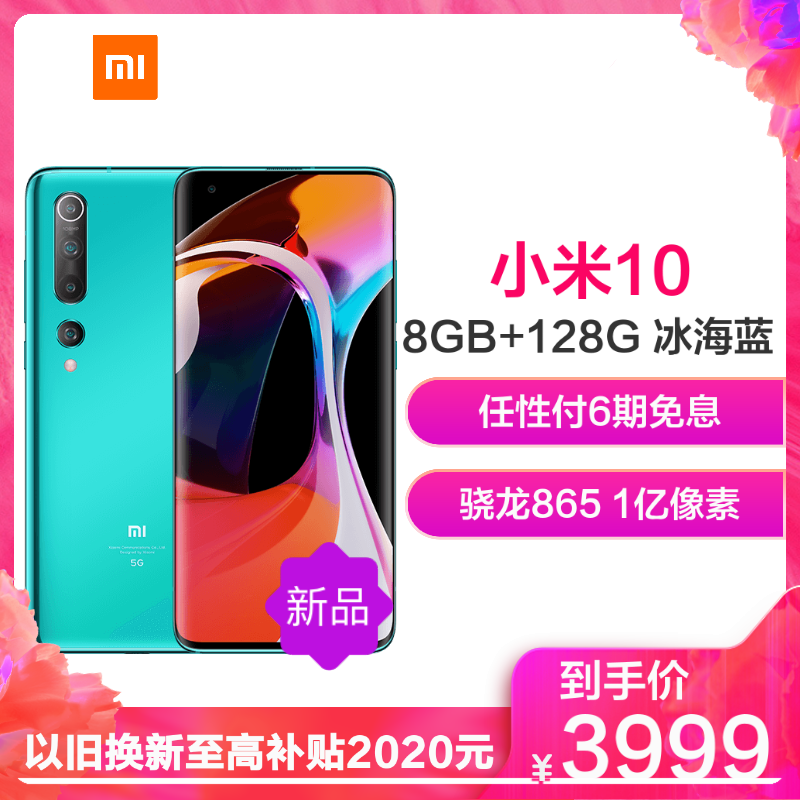 小米10
8GB+128G 冰海蓝
任性付6期免息
骁龙865 1亿像素
5G
新品
到手价
¥3999
以旧换新至高补贴2020元